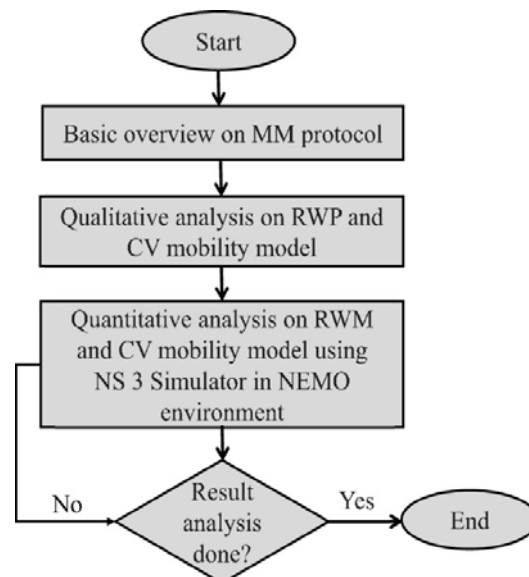 Start
Basic overview on MM protocol
Qualitative analysis on RWP and
CV mobility model
Quantitative analysis on RWM
and CV mobility model using
NS 3 Simulator in NEMO
environment
No
Result
analysis
done?
Yes
End